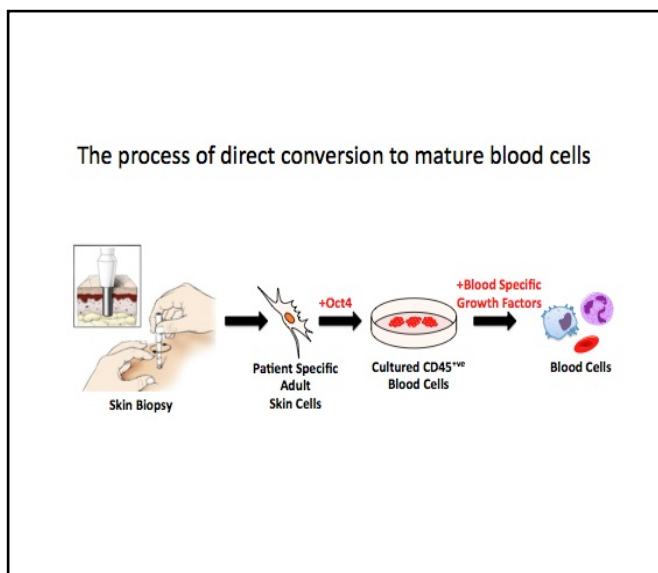 The process of direct conversion to mature blood cells
+Oct4
+Blood Specific
Growth Factors
Skin Biopsy
Patient Specific
Adult
Skin Cells
Cultured CD45+ve
Blood Cells
Blood Cells